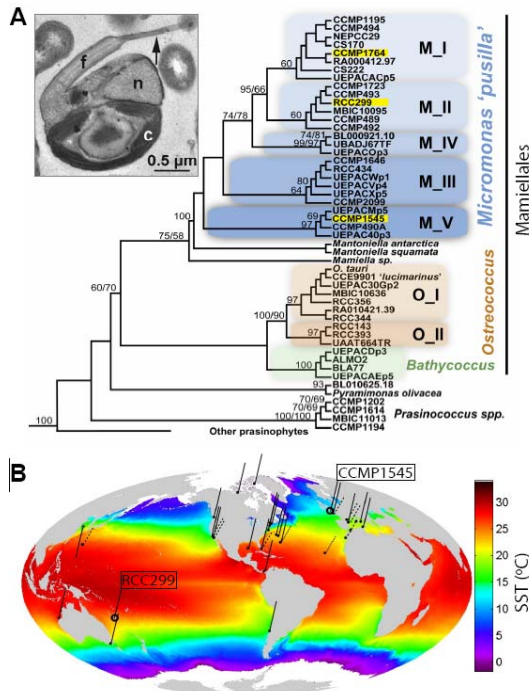 f
n
c
0.5 µm
CCMP1195
CCMP494
NEPCC29
CS170
CCMP1764
RA000412.97
CS222
UEPACACp5
CCMP1723
CCMP493
RCC299
MBIC10095
CCMP489
CCMP492
BL000921.10
UBADJ67TF
UEPACOp3
CCMP1646
RCC434
UEPACWp1
UEPACVp4
UEPACXp5
CCMP2099
UEPACMp5
CCMP1545
CCMP490A
UEPAC40p3
Mantoniella antarctica
Mantoniella squamata
Mamiella sp.
O. tauri
CCE9901 'lucimarinus'
UEPAC30Gp2
MBIC10636
RCC356
RA010421.39
RCC344
RCC143
RCC393
UAAT664TR
UEPACDp3
ALMO2
BLA77
UEPACAEp5
BL010625.18
Pyramimonas olivacea
CCMP1202
CCMP1614
MBIC11013
CCMP1194
Other prasinophytes
60
95/66
60
74/78
74/81
99/97
80
64
69
97
100
75/58
60/70
97
100/90
97
100
93
70/69
70/69
100/100
100
M_I
M_II
M_IV
M_III
M_V
O_I
O_II
Bathycoccus
Prasinococcus spp.
Micromonas 'pusilla'
Ostreococcus
Mamiellales
B
CCMP1545
RCC299
30
25
20
15
10
5
0
SST (ºC)